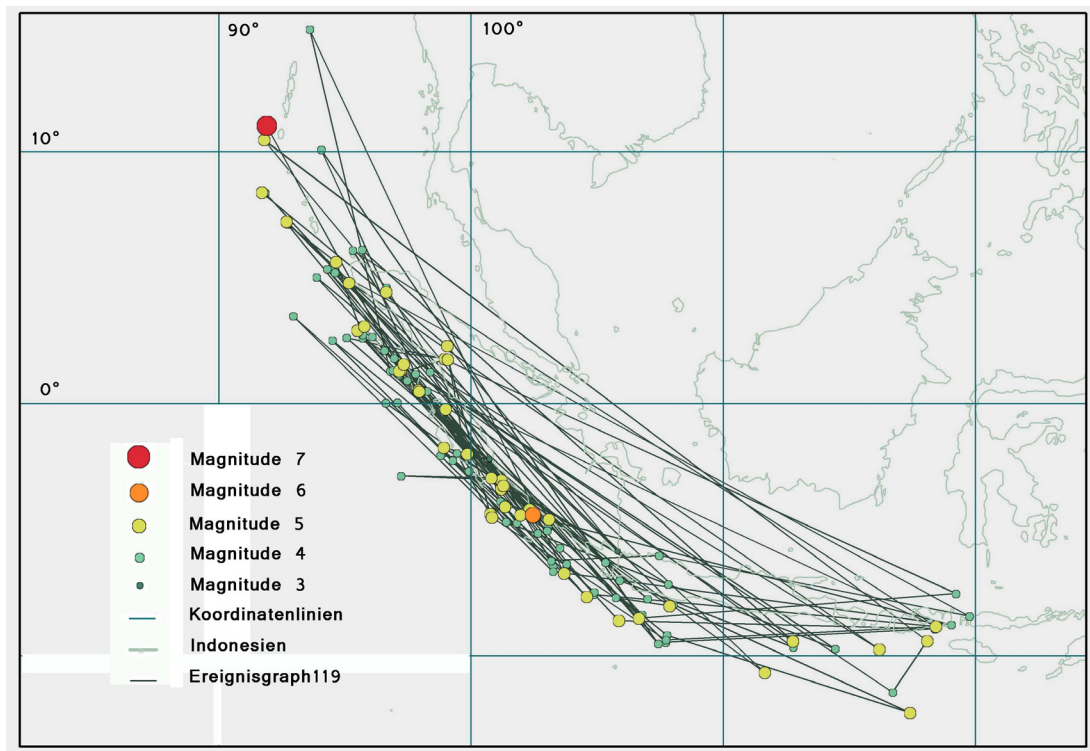 90° 100°
10°
0°
Magnitude 7
Magnitude 6
Magnitude 5
Magnitude 4
Magnitude 3
Koordinatenlinien
Indonesien
Ereignisgraph119